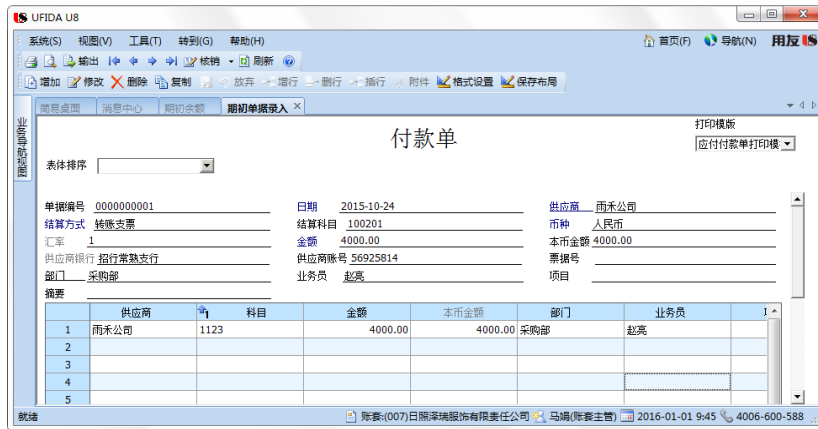 UFIDA U8
系统(S) 视图(V) 工具(T) 转到(G) 帮助(H) 首页(F) 导航(N) 用友
输出 核销 刷新
增加 修改 删除 复制 放弃 增行 删行 插行 附件 格式设置 保存布局
简易桌面 消息中心 期初余额 期初单据录入
业务导航视图
打印模版
付款单
应付付款单打印模
表体排序
单据编号 0000000001 日期 2015-10-24 供应商 雨禾公司
结算方式 转账支票 结算科目 100201 币种 人民币
汇率 1 金额 4000.00 本币金额 4000.00
供应商银行 招行常熟支行 供应商账号 56925814 票据号
部门 采购部 业务员 赵亮 项目
摘要
供应商 1 科目 金额 本币金额 部门 业务员
1 雨禾公司 1123 4000.00 4000.00 采购部 赵亮
2
3
4
5
就绪 账套:(007)日照泽瑞服饰有限责任公司 马娟(账套主管) 2016-01-01 9:45 4006-600-588